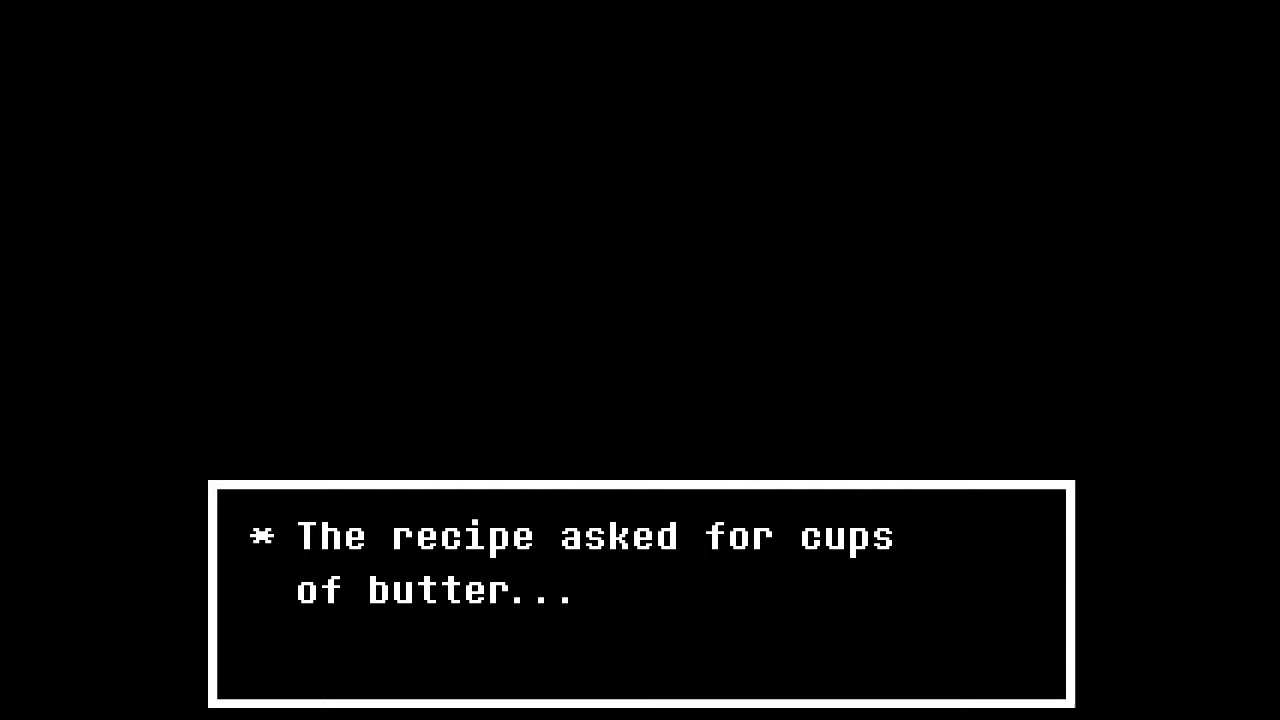 * The recipe asked for cups
of butter...